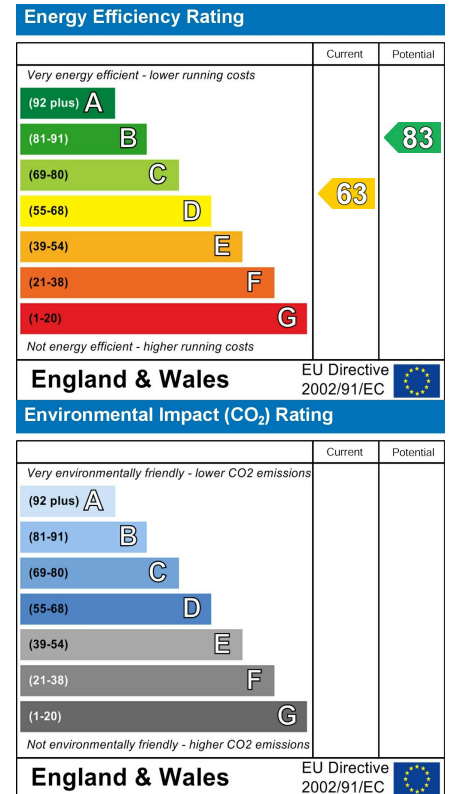 Energy Efficiency Rating
Current Potential
Very energy efficient - lower running costs
(92 plus) A
(81-91) B
83
(69-80) C
63
(55-68) D
(39-54) E
(21-38) F
(1-20) G
Not energy efficient - higher running costs
England & Wales
EU Directive
2002/91/EC
Environmental Impact (CO₂) Rating
Current Potential
Very environmentally friendly - lower CO2 emissions
(92 plus) A
(81-91) B
(69-80) C
(55-68) D
(39-54) E
(21-38) F
(1-20) G
Not environmentally friendly - higher CO2 emissions
England & Wales
EU Directive
2002/91/EC